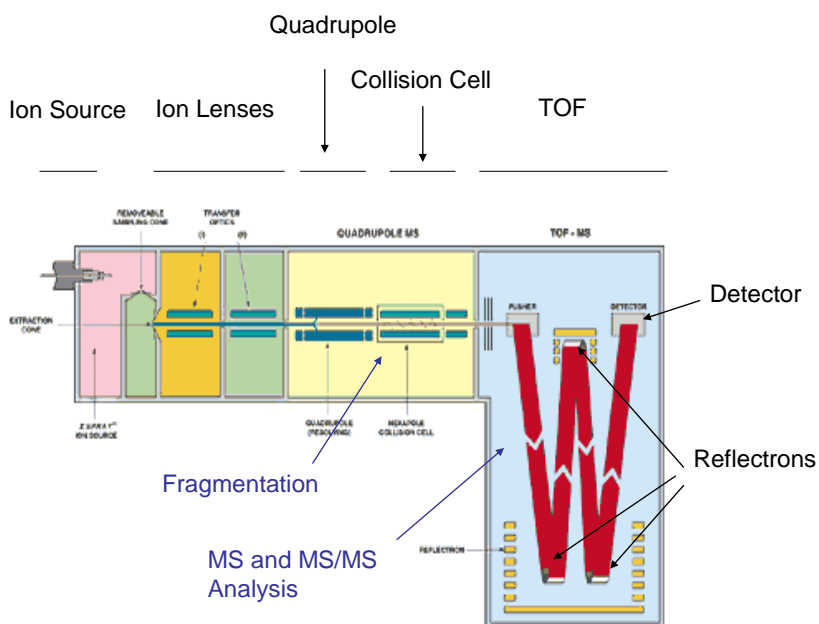 Quadrupole
Collision Cell
Ion Source
Ion Lenses
TOF
REMOVEABLE
SAMPLING CONE
TRANSFER
OPTICS
(I)
(II)
QUADRUPOLE MS
TOF - MS
EXTRACTION
CONE
PUSHER
DETECTOR
Detector
Z SPRAY
ION SOURCE
QUADRUPOLE
(RESOLVING)
HEXAPOLE
COLLISION CELL
Fragmentation
Reflectrons
MS and MS/MS
Analysis
REFLECTRON